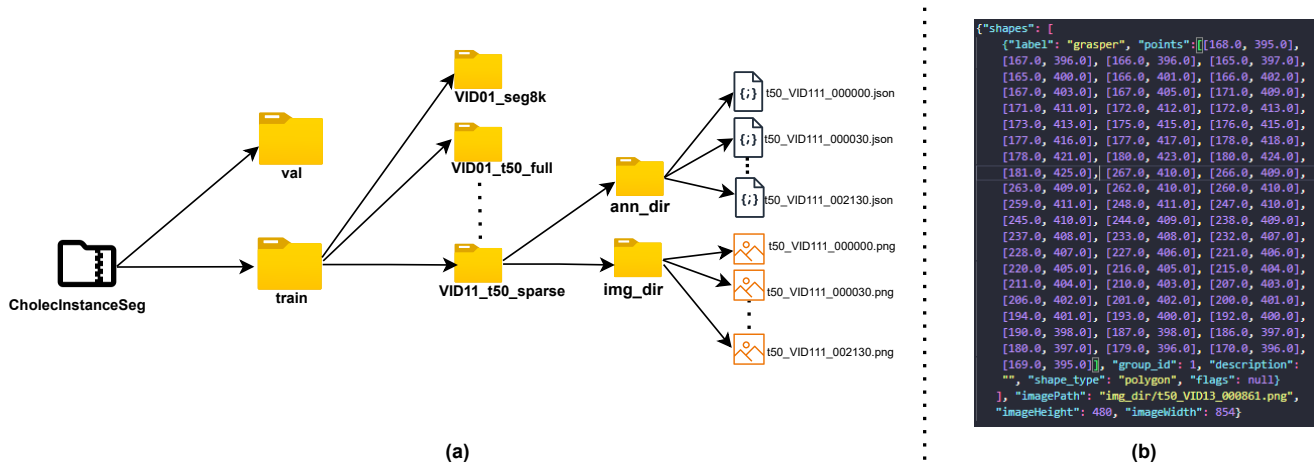 CholecInstanceSeg
val
train
VID01_seg8k
VID01_t50_full
VID11_t50_sparse
ann_dir
img_dir
{;} t50_VID111_000000.json
{;} t50_VID111_000030.json
{;} t50_VID111_002130.json
t50_VID111_000000.png
t50_VID111_000030.png
t50_VID111_002130.png
(a)
{"shapes": [
{"label": "grasper", "points":[[168.0, 395.0],
[167.0, 396.0], [166.0, 396.0], [165.0, 397.0],
[165.0, 400.0], [166.0, 401.0], [166.0, 402.0],
[167.0, 403.0], [167.0, 405.0], [171.0, 409.0],
[171.0, 411.0], [172.0, 412.0], [172.0, 413.0],
[173.0, 413.0], [175.0, 415.0], [176.0, 415.0],
[177.0, 416.0], [177.0, 417.0], [178.0, 418.0],
[178.0, 421.0], [180.0, 423.0], [180.0, 424.0],
[181.0, 425.0], [267.0, 410.0], [266.0, 409.0],
[263.0, 409.0], [262.0, 410.0], [260.0, 410.0],
[259.0, 411.0], [248.0, 411.0], [247.0, 410.0],
[245.0, 410.0], [244.0, 409.0], [238.0, 409.0],
[237.0, 408.0], [233.0, 408.0], [232.0, 407.0],
[228.0, 407.0], [227.0, 406.0], [221.0, 406.0],
[220.0, 405.0], [216.0, 405.0], [215.0, 404.0],
[211.0, 404.0], [210.0, 403.0], [207.0, 403.0],
[206.0, 402.0], [201.0, 402.0], [200.0, 401.0],
[194.0, 401.0], [193.0, 400.0], [192.0, 400.0],
[190.0, 398.0], [187.0, 398.0], [186.0, 397.0],
[180.0, 397.0], [179.0, 396.0], [170.0, 396.0],
[169.0, 395.0]], "group_id": 1, "description":
"", "shape_type": "polygon", "flags": null}
], "imagePath": "img_dir/t50_VID13_000861.png",
"imageHeight": 480, "imageWidth": 854}
(b)